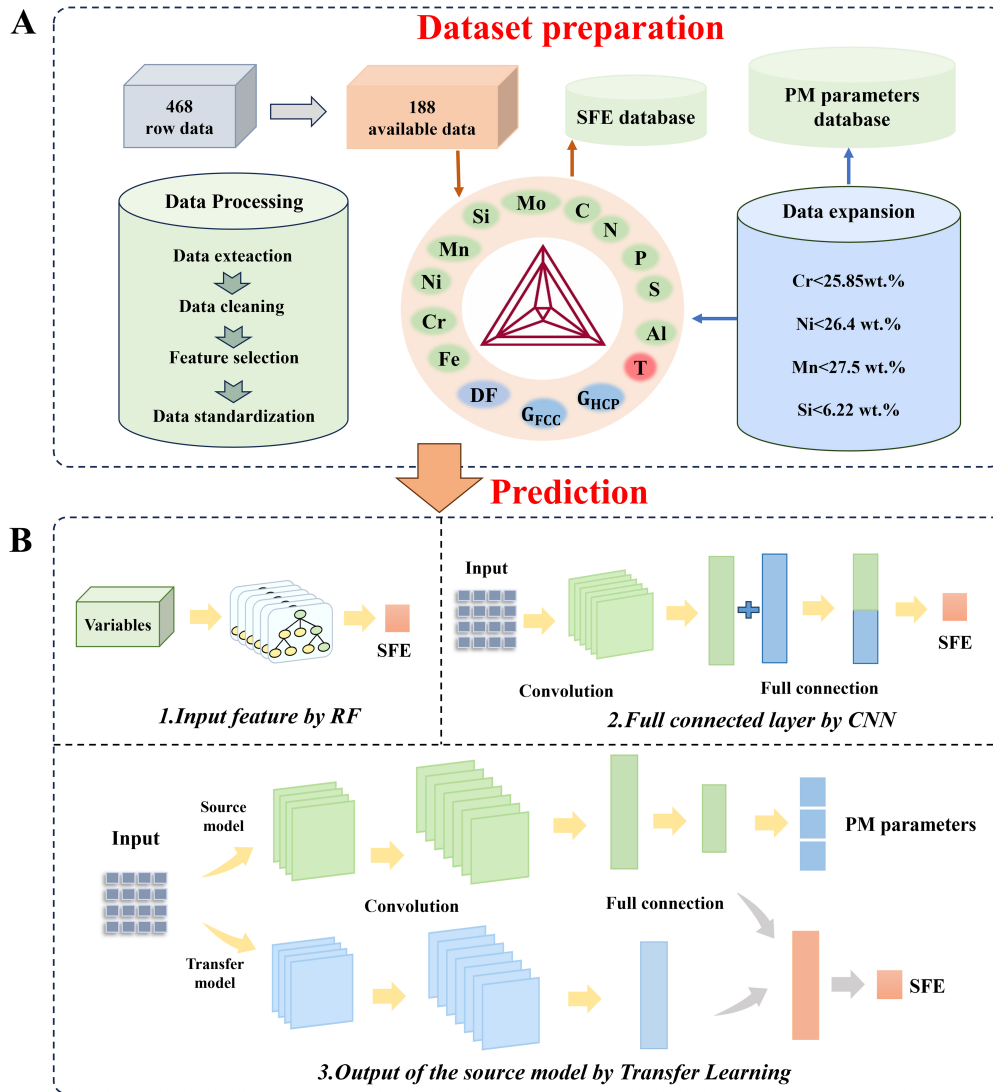 A
Dataset preparation
468
row data
188
available data
SFE database
PM parameters
database
Data Processing
Data exteaction
Data cleaning
Feature selection
Data standardization
Mo
Si
C
N
Mn
P
Ni
S
Cr
Al
Fe
T
DF
G_FCC
G_HCP
Data expansion
Cr<25.85wt.%
Ni<26.4 wt.%
Mn<27.5 wt.%
Si<6.22 wt.%
Prediction
B
Variables
SFE
1.Input feature by RF
Input
Convolution
Full connection
SFE
2.Full connected layer by CNN
Input
Source
model
Transfer
model
Convolution
Full connection
PM parameters
SFE
3.Output of the source model by Transfer Learning